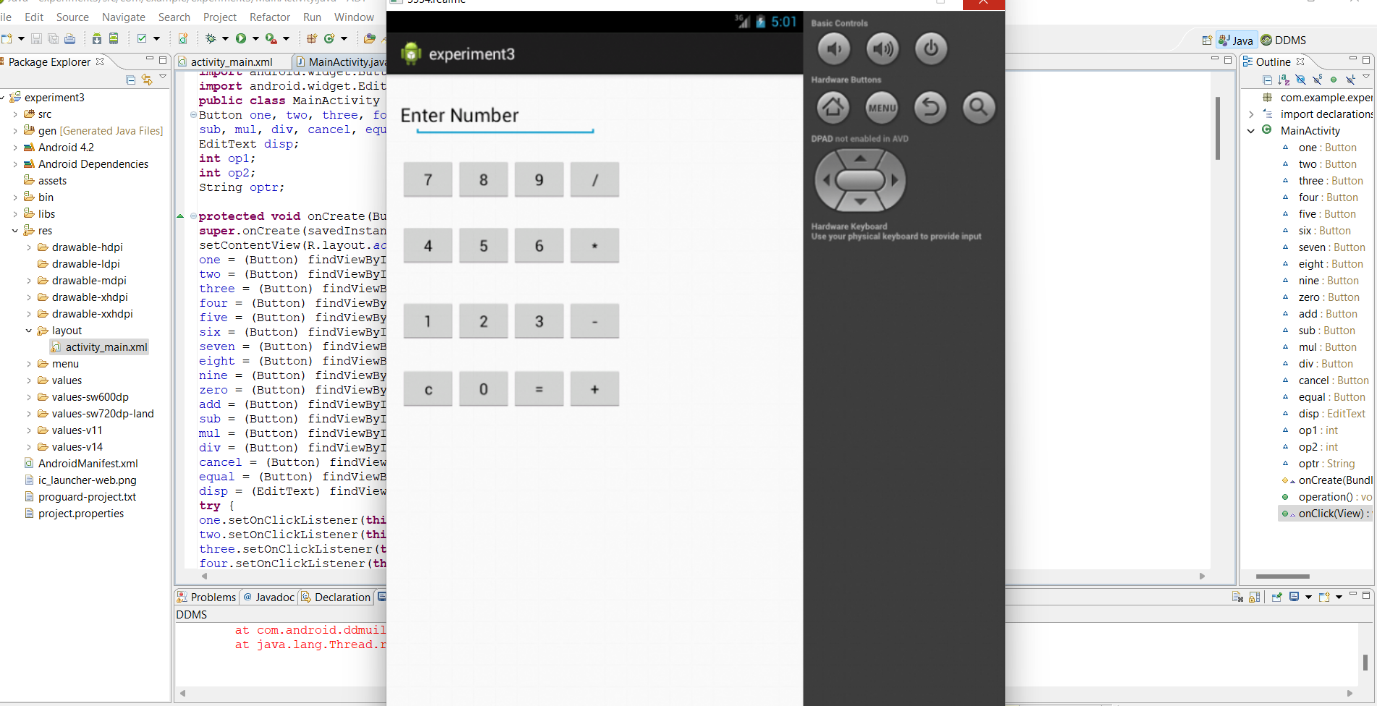 Edit Source Navigate Search Project Refactor Run Window
Java
DDMS
Package Explorer
experiment3
src
gen [Generated Java Files]
Android 4.2
Android Dependencies
assets
bin
libs
res
drawable-hdpi
drawable-ldpi
drawable-mdpi
drawable-xhdpi
drawable-xxhdpi
layout
activity_main.xml
menu
values
values-sw600dp
values-sw720dp-land
values-v11
values-v14
AndroidManifest.xml
ic_launcher-web.png
proguard-project.txt
project.properties
activity_main.xml
MainActivity.java
import android.widget.Butt
import android.widget.Edit
public class MainActivity
Button one, two, three, fo
sub, mul, div, cancel, equ
EditText disp;
int op1;
int op2;
String optr;
protected void onCreate(Bu
super.onCreate(savedInstan
setContentView(R.layout.ac
one = (Button) findViewByI
two = (Button) findViewByI
three = (Button) findViewB
four = (Button) findViewBy
five = (Button) findViewBy
six = (Button) findViewByI
seven = (Button) findViewB
eight = (Button) findViewB
nine = (Button) findViewBy
zero = (Button) findViewBy
add = (Button) findViewByI
sub = (Button) findViewByI
mul = (Button) findViewByI
div = (Button) findViewByI
cancel = (Button) findView
equal = (Button) findViewB
disp = (EditText) findView
try {
one.setOnClickListener(thi
two.setOnClickListener(thi
three.setOnClickListener(t
four.setOnClickListener(th
Problems
@ Javadoc
Declaration
DDMS
at com.android.ddmuil
at java.lang.Thread.r
3G
5:01
experiment3
Enter Number
7 8 9 /
4 5 6 *
1 2 3 -
c 0 = +
Basic Controls
Hardware Buttons
MENU
DPAD not enabled in AVD
Hardware Keyboard
Use your physical keyboard to provide input
Outline
com.example.exper
import declarations
MainActivity
one : Button
two : Button
three : Button
four : Button
five : Button
six : Button
seven : Button
eight : Button
nine : Button
zero : Button
add : Button
sub : Button
mul : Button
div : Button
cancel : Button
equal : Button
disp : EditText
op1 : int
op2 : int
optr : String
onCreate(Bundl
operation() : vo
onClick(View) :